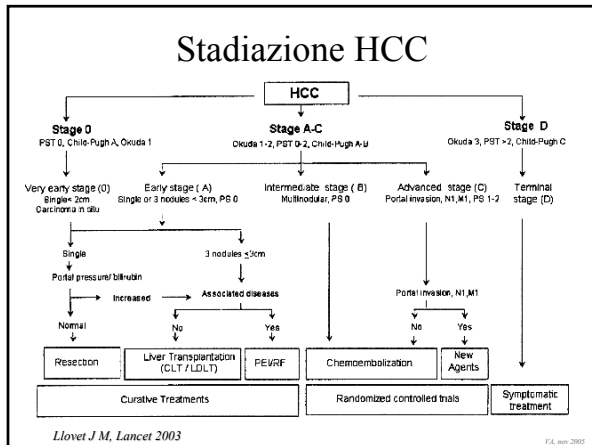 Stadiazione HCC
HCC
Stage 0
PST 0, Child-Pugh A, Okuda 1
Stage A-C
Okuda 1-2, PST 0-2, Child-Pugh A-B
Stage D
Okuda 3, PST >2, Child-Pugh C
Very early stage (0)
Single< 2cm
Carcinoma in situ
Early stage ( A)
Single or 3 nodules < 3cm, PS 0
Intermediate stage ( B)
Multinodular, PS 0
Advanced stage (C)
Portal invasion, N1,M1, PS 1-2
Terminal
stage (D)
Single
3 nodules ≤3cm
Portal pressure/ bilirubin
Increased
Associated diseases
Portal invasion, N1,M1
Normal
No
Yes
No
Yes
Resection
Liver Transplantation
(CLT / LDLT)
PEI/RF
Chemoembolization
New
Agents
Curative Treatments
Randomized controlled trials
Symptomatic
treatment
Llovet J M, Lancet 2003
VA, nov 2005